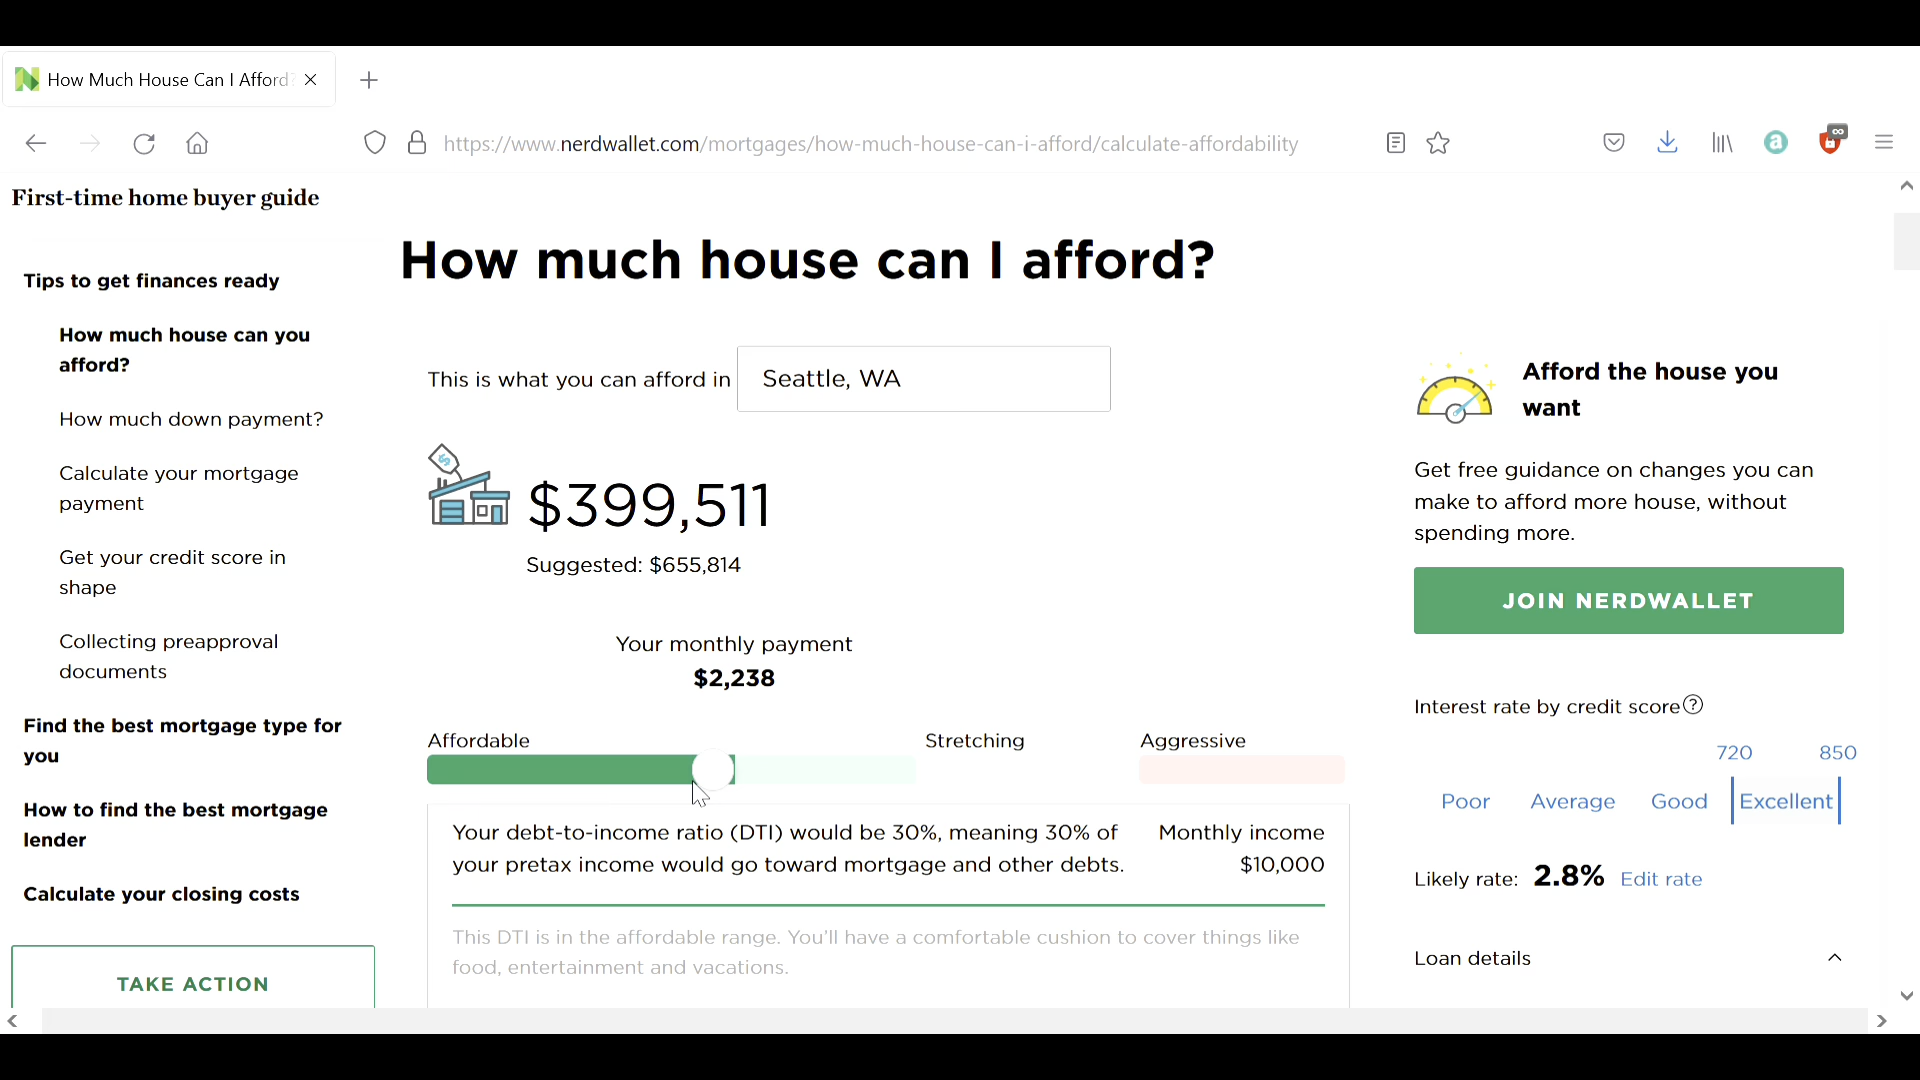 How Much House Can I Afford?
https://www.nerdwallet.com/mortgages/how-much-house-can-i-afford/calculate-affordability
First-time home buyer guide
Tips to get finances ready
How much house can you
afford?
How much down payment?
Calculate your mortgage
payment
Get your credit score in
shape
Collecting preapproval
documents
Find the best mortgage type for
you
How to find the best mortgage
lender
Calculate your closing costs
TAKE ACTION
How much house can I afford?
This is what you can afford in
Seattle, WA
$
$399,511
Suggested: $655,814
Your monthly payment
$2,238
Affordable
Stretching
Aggressive
Your debt-to-income ratio (DTI) would be 30%, meaning 30% of
your pretax income would go toward mortgage and other debts.
Monthly income
$10,000
This DTI is in the affordable range. You'll have a comfortable cushion to cover things like
food, entertainment and vacations.
Afford the house you
want
Get free guidance on changes you can
make to afford more house, without
spending more.
JOIN NERDWALLET
Interest rate by credit score ?
720 850
Poor Average Good Excellent
Likely rate: 2.8% Edit rate
Loan details